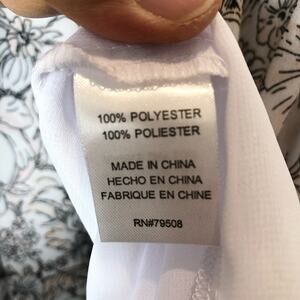 100% POLYESTER
100% POLIESTER
MADE IN CHINA
HECHO EN CHINA
FABRIQUE EN CHINE
RN#79508